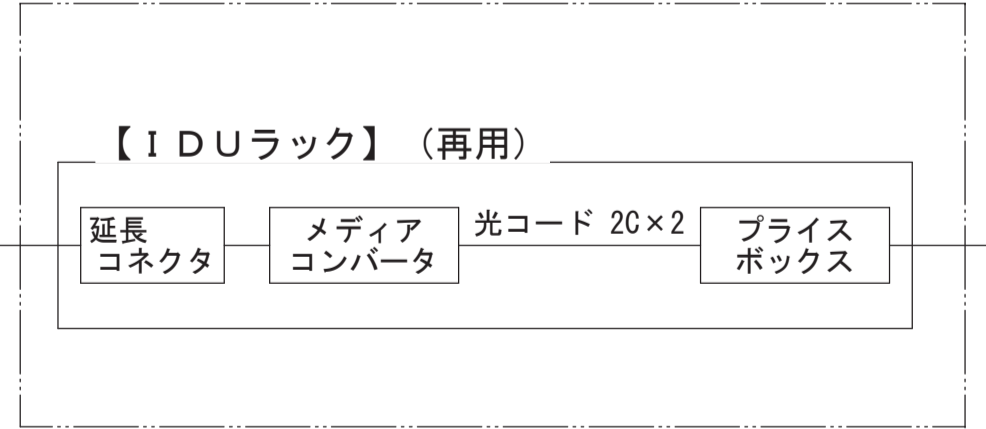 【ＩＤＵラック】（再用）
延長
コネクタ
メディア
コンバータ
光コード 2C×2
プライス
ボックス